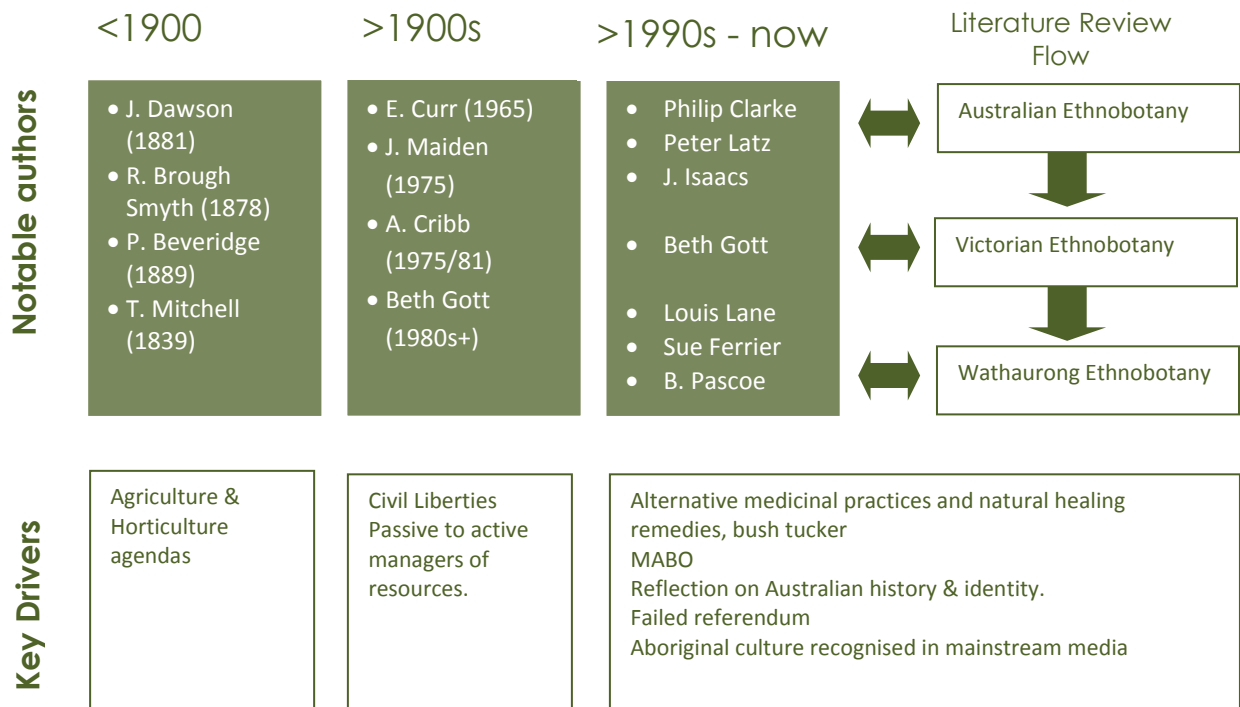 <1900
>1900s
>1990s - now
Literature Review
Flow
Notable authors
• J. Dawson
(1881)
• R. Brough
Smyth (1878)
• P. Beveridge
(1889)
• T. Mitchell
(1839)
• E. Curr (1965)
• J. Maiden
(1975)
• A. Cribb
(1975/81)
• Beth Gott
(1980s+)
• Philip Clarke
• Peter Latz
• J. Isaacs
• Beth Gott
• Louis Lane
• Sue Ferrier
• B. Pascoe
Australian Ethnobotany
Victorian Ethnobotany
Wathaurong Ethnobotany
Key Drivers
Agriculture &
Horticulture
agendas
Civil Liberties
Passive to active
managers of
resources.
Alternative medicinal practices and natural healing
remedies, bush tucker
MABO
Reflection on Australian history & identity.
Failed referendum
Aboriginal culture recognised in mainstream media